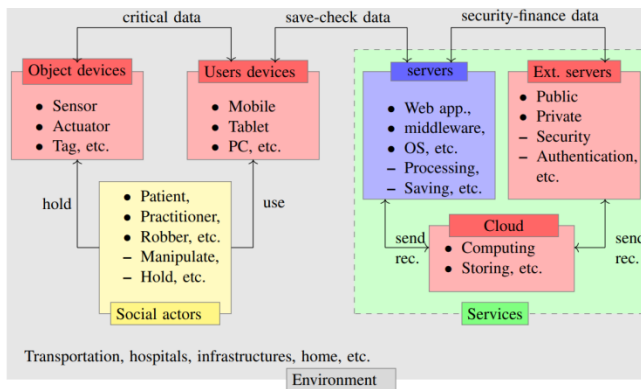 critical data
save-check data
security-finance data
Object devices
● Sensor
● Actuator
● Tag, etc.
Users devices
● Mobile
● Tablet
● PC, etc.
servers
● Web app.,
● middleware,
● OS, etc.
– Processing,
– Saving, etc.
Ext. servers
● Public
● Private
– Security
– Authentication,
etc.
hold
use
● Patient,
● Practitioner,
● Robber, etc.
– Manipulate,
– Hold, etc.
Social actors
send
rec.
Cloud
● Computing
● Storing, etc.
send
rec.
Services
Transportation, hospitals, infrastructures, home, etc.
Environment